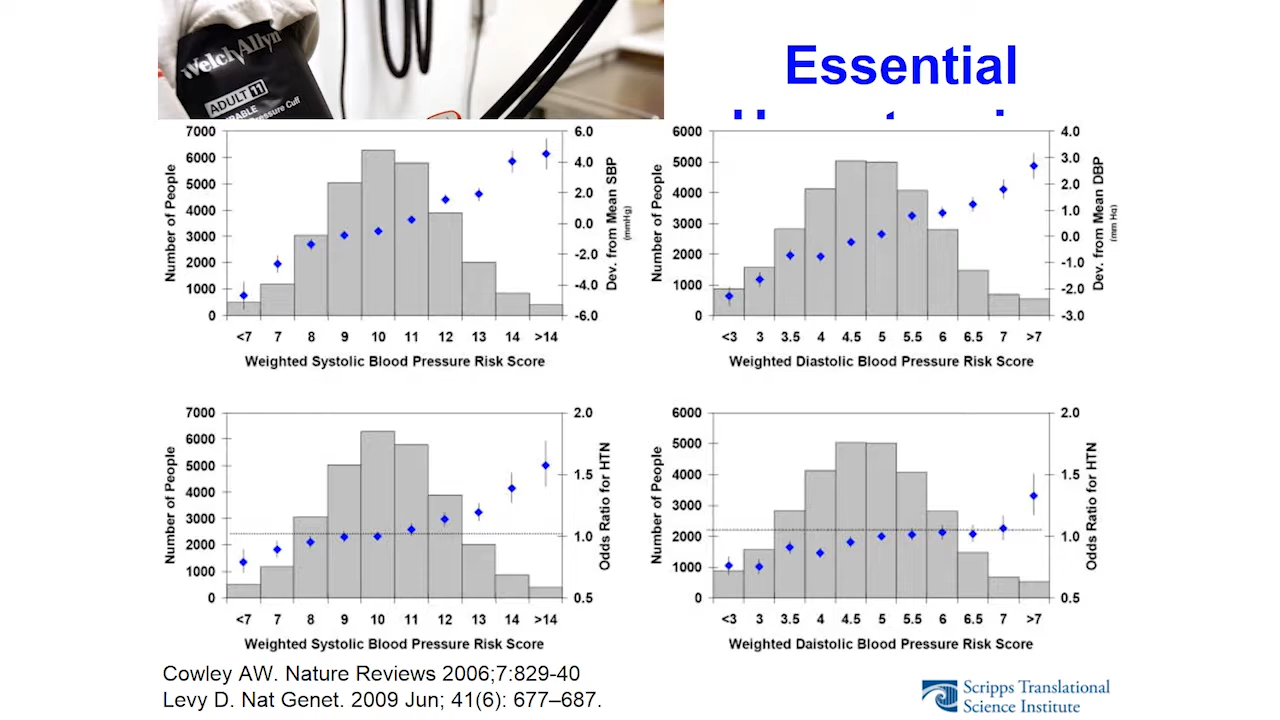 WelchAllyn
ADULT 11
Pressure Cuff
Essential
7000
6000
5000
4000
3000
2000
1000
0
Number of People
6.0
4.0
2.0
0.0
-2.0
-4.0
-6.0
Dev. from Mean SBP
(mmHg)
<7 7 8 9 10 11 12 13 14 >14
Weighted Systolic Blood Pressure Risk Score
6000
5000
4000
3000
2000
1000
0
Number of People
4.0
3.0
2.0
1.0
0.0
-1.0
-2.0
-3.0
Dev. from Mean DBP
(mm Hg)
<3 3 3.5 4 4.5 5 5.5 6 6.5 7 >7
Weighted Diastolic Blood Pressure Risk Score
7000
6000
5000
4000
3000
2000
1000
0
Number of People
2.0
1.5
1.0
0.5
Odds Ratio for HTN
<7 7 8 9 10 11 12 13 14 >14
Weighted Systolic Blood Pressure Risk Score
6000
5000
4000
3000
2000
1000
0
Number of People
2.0
1.5
1.0
0.5
Odds Ratio for HTN
<3 3 3.5 4 4.5 5 5.5 6 6.5 7 >7
Weighted Daistolic Blood Pressure Risk Score
Cowley AW. Nature Reviews 2006;7:829-40
Levy D. Nat Genet. 2009 Jun; 41(6): 677–687.
Scripps Translational
Science Institute